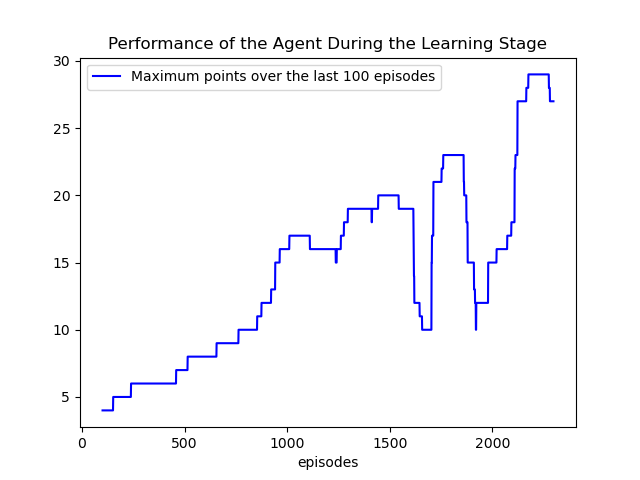 Performance of the Agent During the Learning Stage
Maximum points over the last 100 episodes
30
25
20
15
10
5
0 500 1000 1500 2000
episodes